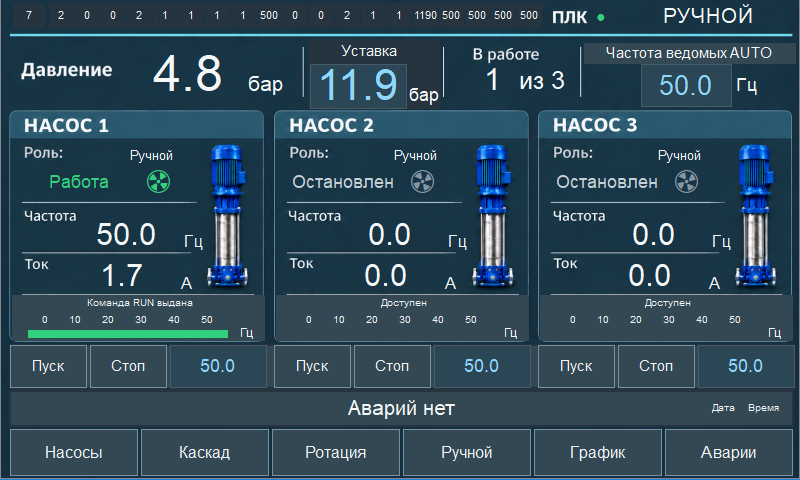 7 2 0 0 2 1 1 1 1 500 0 0 2 1 1 1190 500 500 500 500 ПЛК РУЧНОЙ
Давление 4.8 бар Уставка 11.9 бар В работе 1 из 3 Частота ведомых AUTO 50.0 Гц
НАСОС 1 НАСОС 2 НАСОС 3
Роль: Ручной Роль: Ручной Роль: Ручной
Работа Остановлен Остановлен
Частота 50.0 Гц Частота 0.0 Гц Частота 0.0 Гц
Ток 1.7 А Ток 0.0 А Ток 0.0 А
Команда RUN выдана Доступен Доступен
0 10 20 30 40 50 Гц 0 10 20 30 40 50 Гц 0 10 20 30 40 50 Гц
Пуск Стоп 50.0 Пуск Стоп 50.0 Пуск Стоп 50.0
Аварий нет Дата Время
Насосы Каскад Ротация Ручной График Аварии